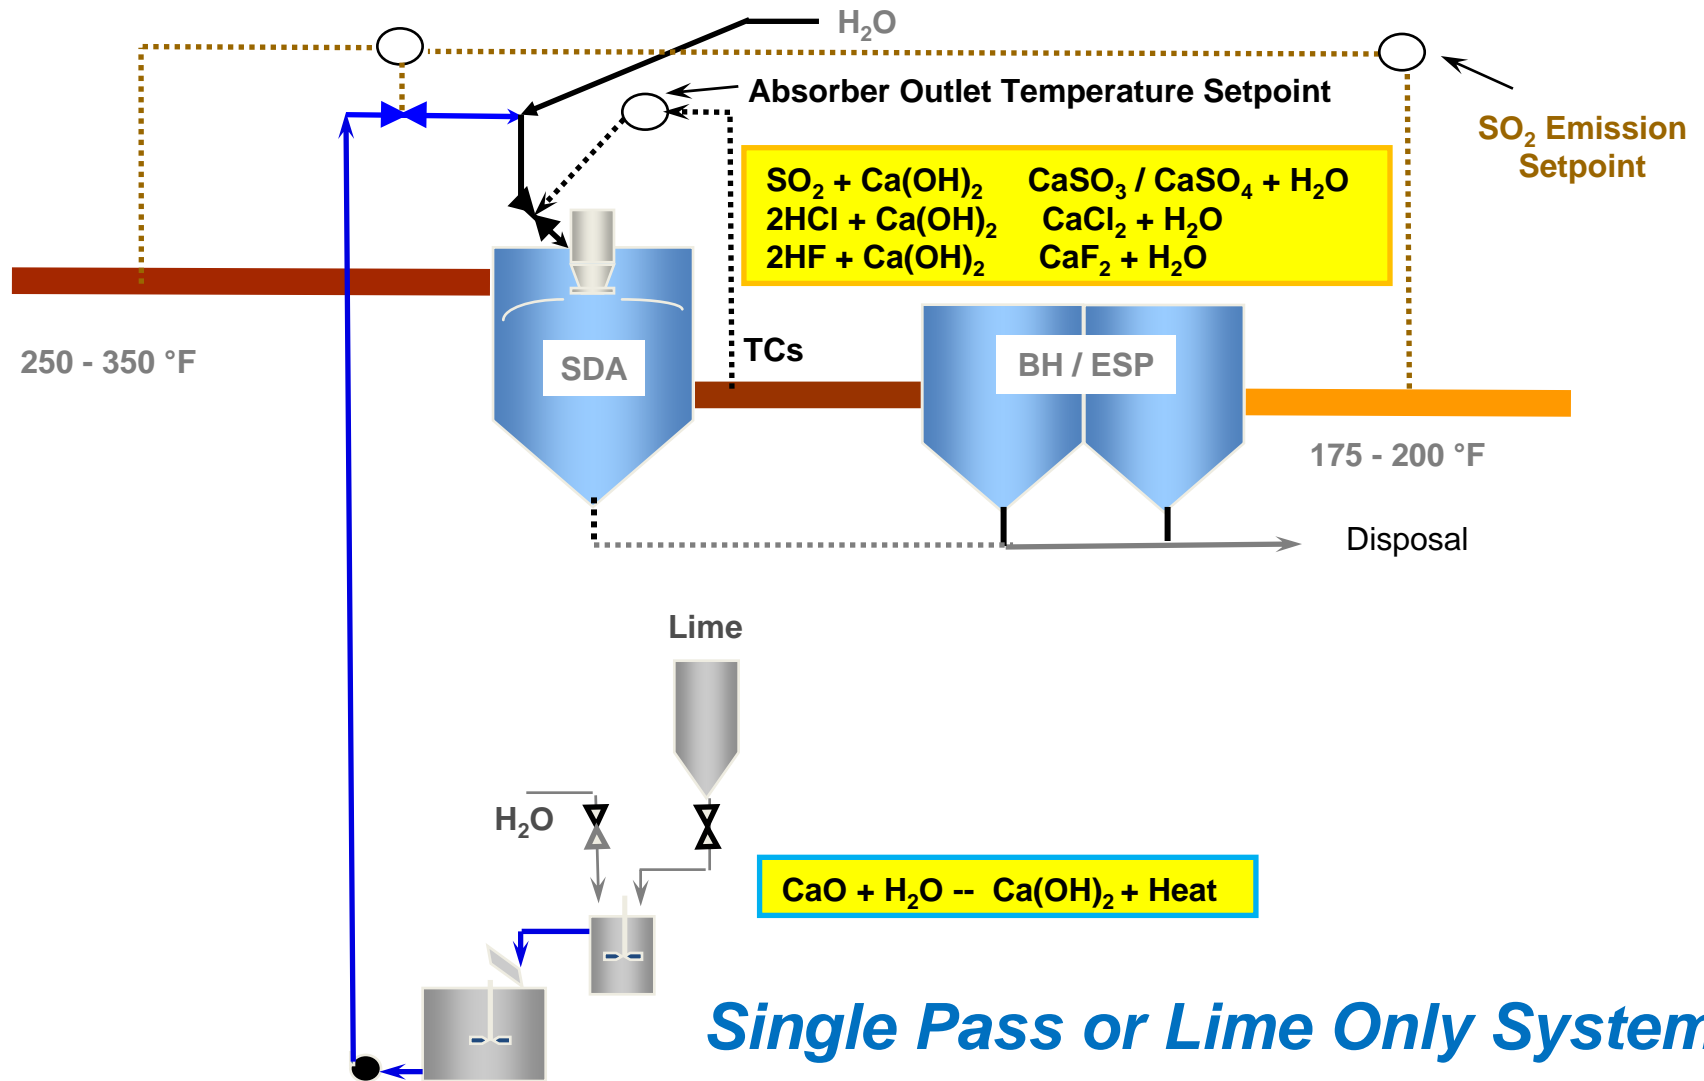 H₂O
Absorber Outlet Temperature Setpoint
SO₂ Emission
Setpoint
SO₂ + Ca(OH)₂ CaSO₃ / CaSO₄ + H₂O
2HCl + Ca(OH)₂ CaCl₂ + H₂O
2HF + Ca(OH)₂ CaF₂ + H₂O
250 - 350 °F
SDA
TCs
BH / ESP
175 - 200 °F
Disposal
Lime
H₂O
CaO + H₂O -- Ca(OH)₂ + Heat
Single Pass or Lime Only System